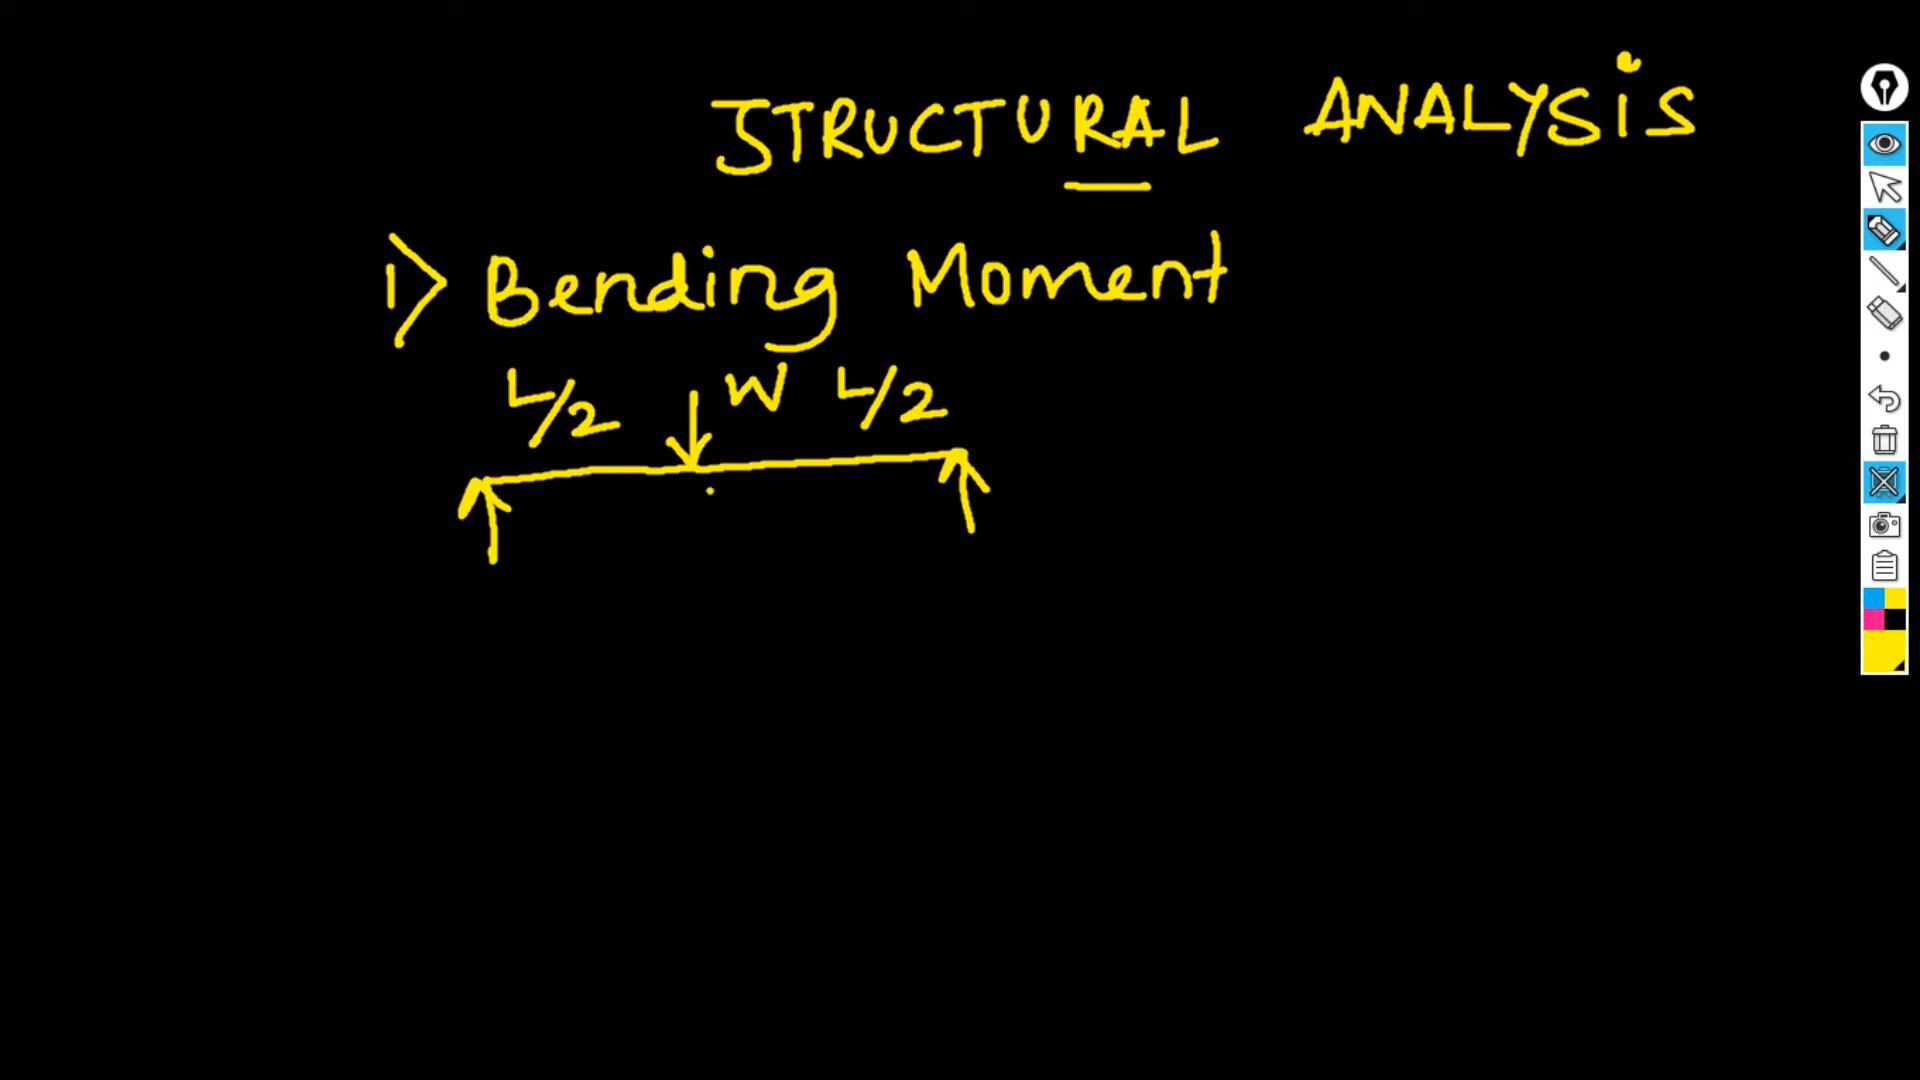 STRUCTURAL ANALYSiS
1) Bending Moment
L/2 W L/2